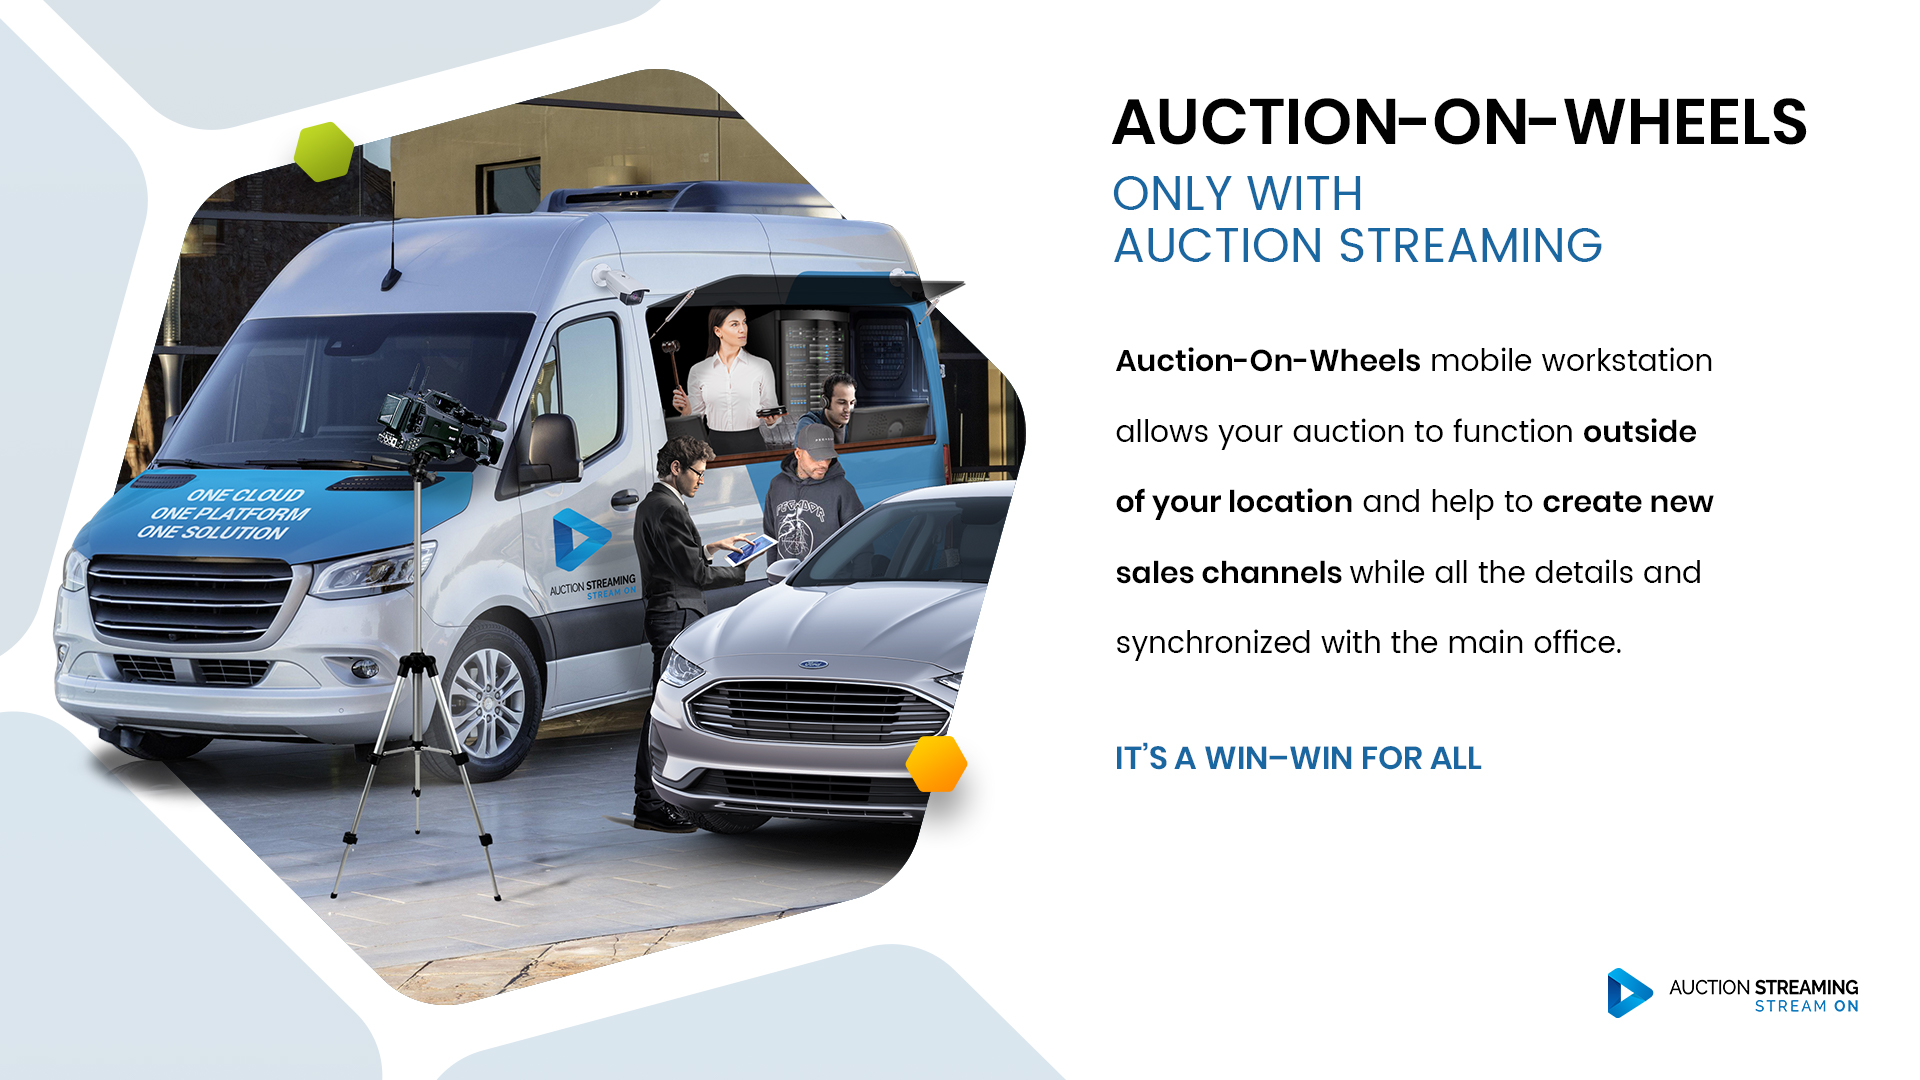 AUCTION-ON-WHEELS
ONLY WITH
AUCTION STREAMING
Auction-On-Wheels mobile workstation
allows your auction to function outside
of your location and help to create new
sales channels while all the details and
synchronized with the main office.
IT'S A WIN–WIN FOR ALL
ONE CLOUD
ONE PLATFORM
ONE SOLUTION
AUCTION STREAMING
STREAM ON
PEGADOR
Ford
AUCTION STREAMING
STREAM ON